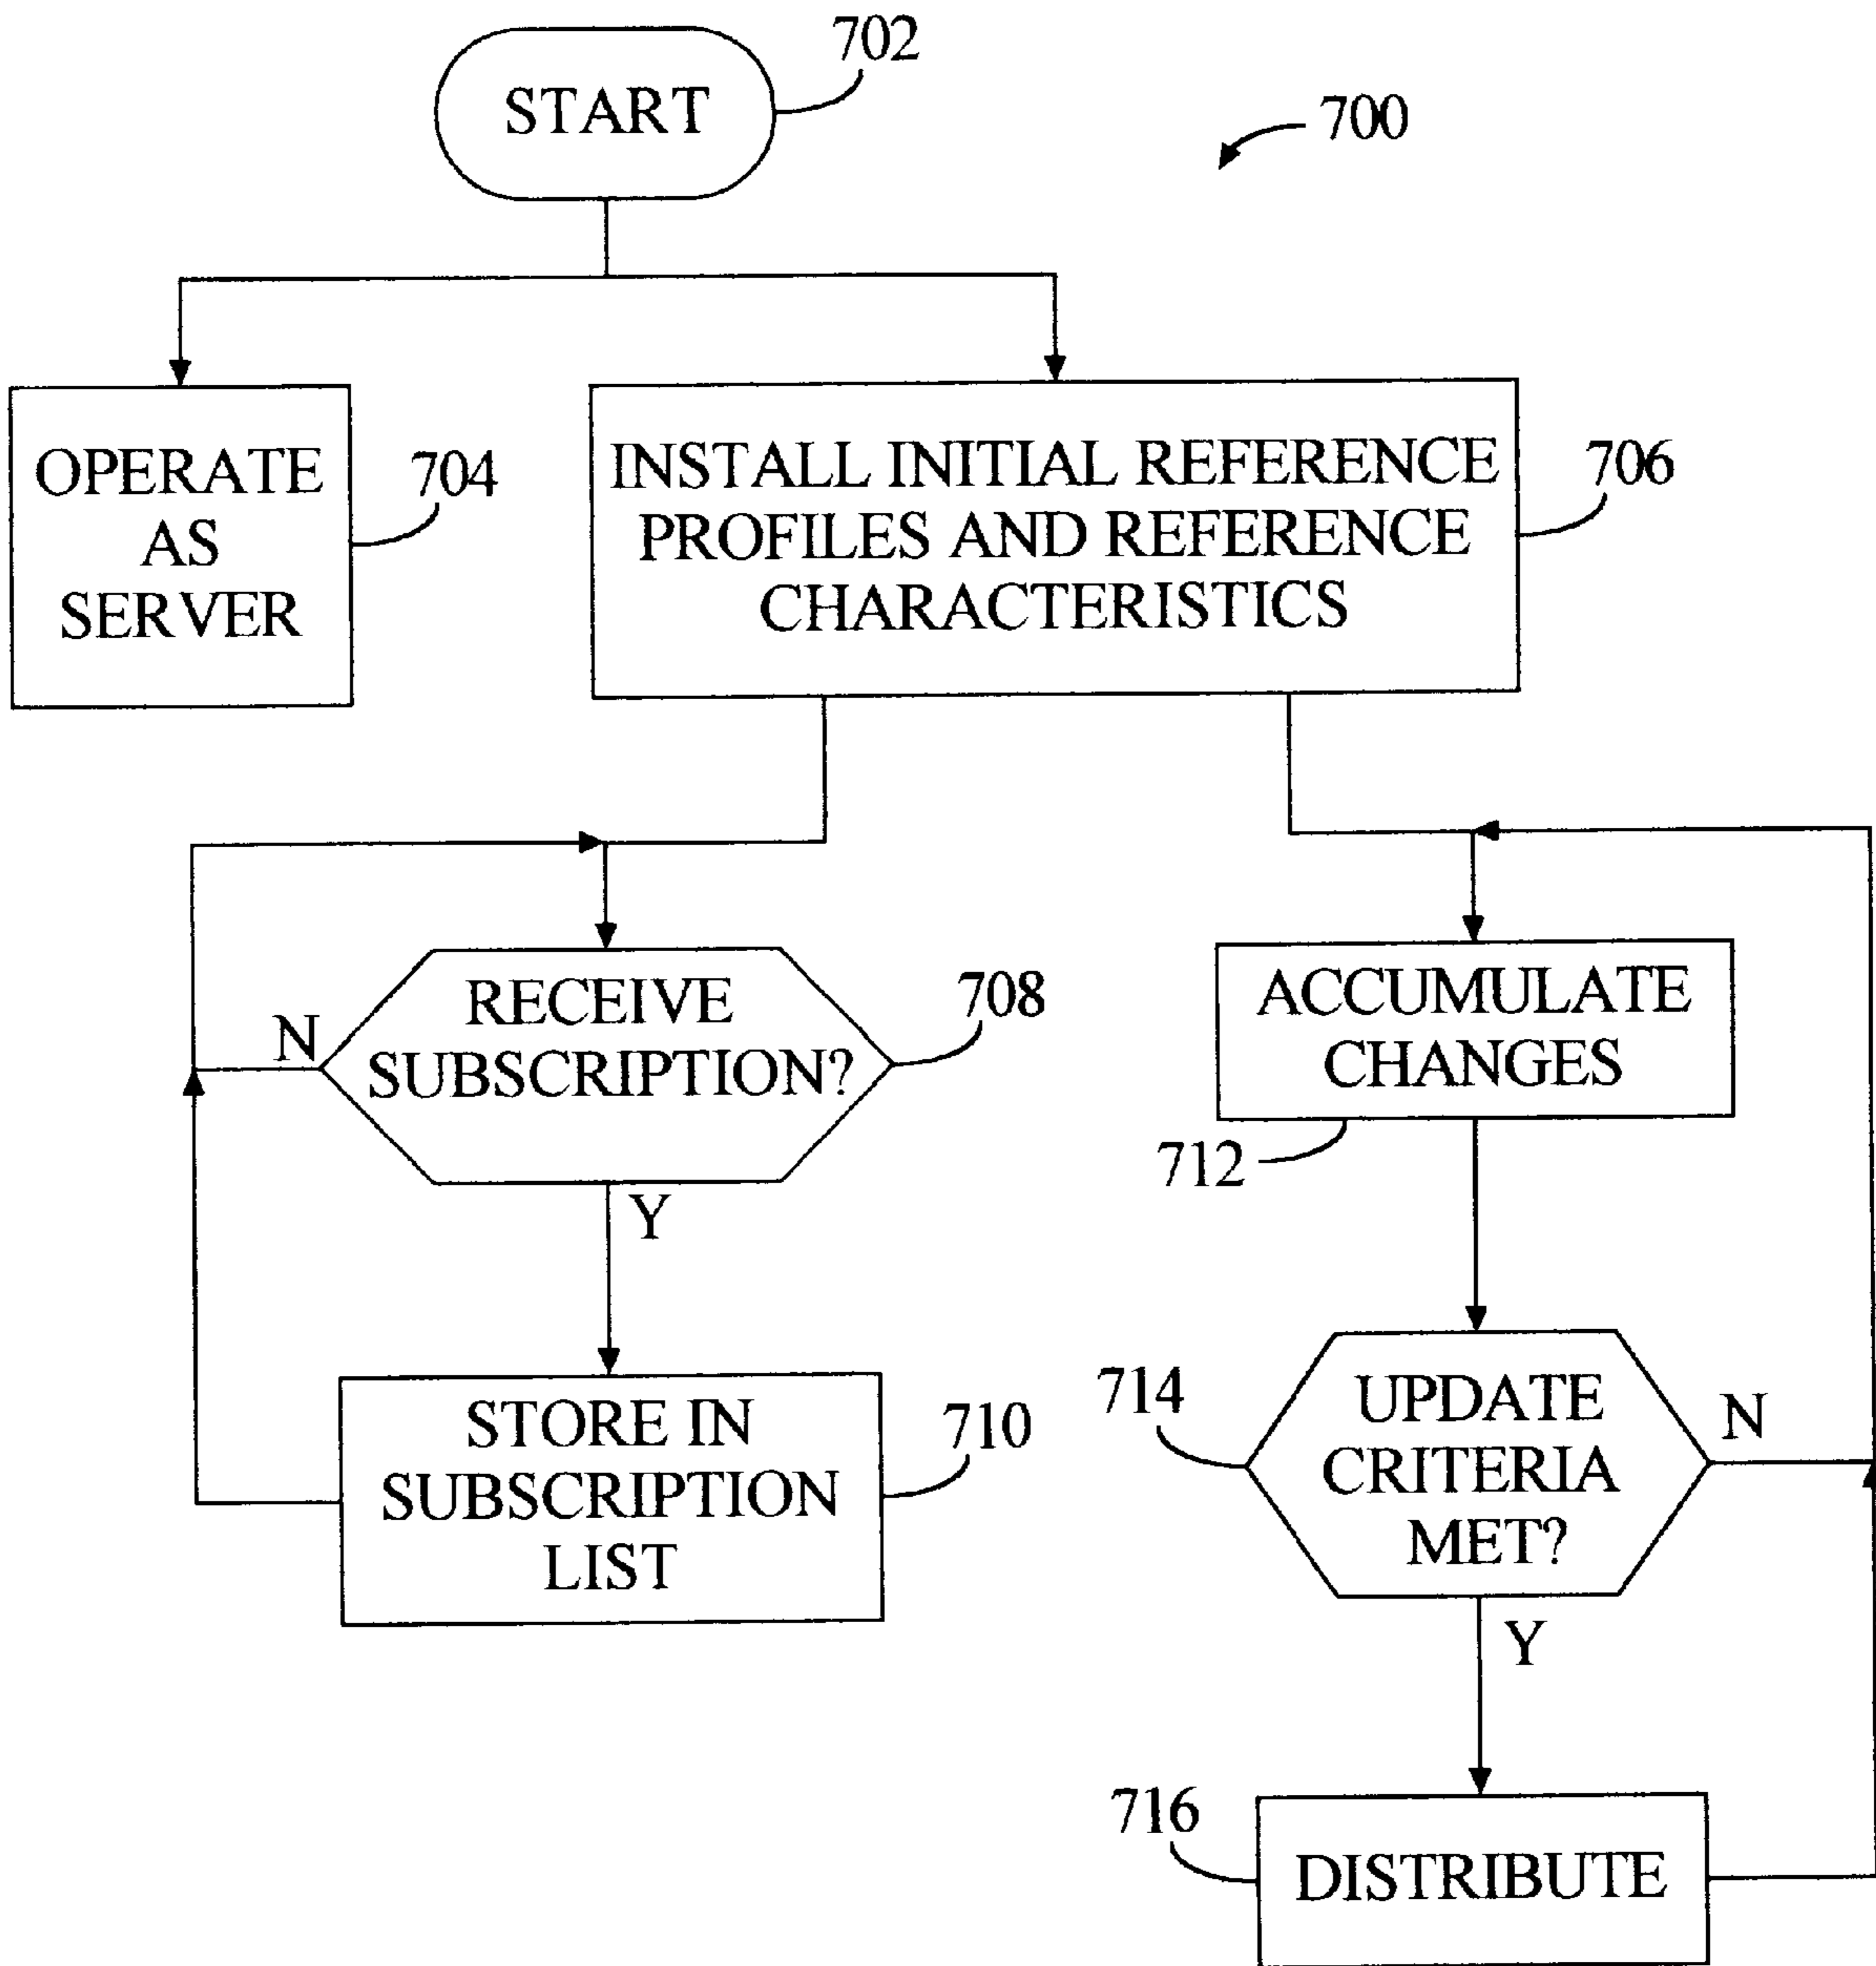 702
START
700
OPERATE
AS
SERVER
704
INSTALL INITIAL REFERENCE
PROFILES AND REFERENCE
CHARACTERISTICS
706
RECEIVE
SUBSCRIPTION?
708
N
Y
STORE IN
SUBSCRIPTION
LIST
710
ACCUMULATE
CHANGES
712
714
UPDATE
CRITERIA
MET?
N
Y
716
DISTRIBUTE